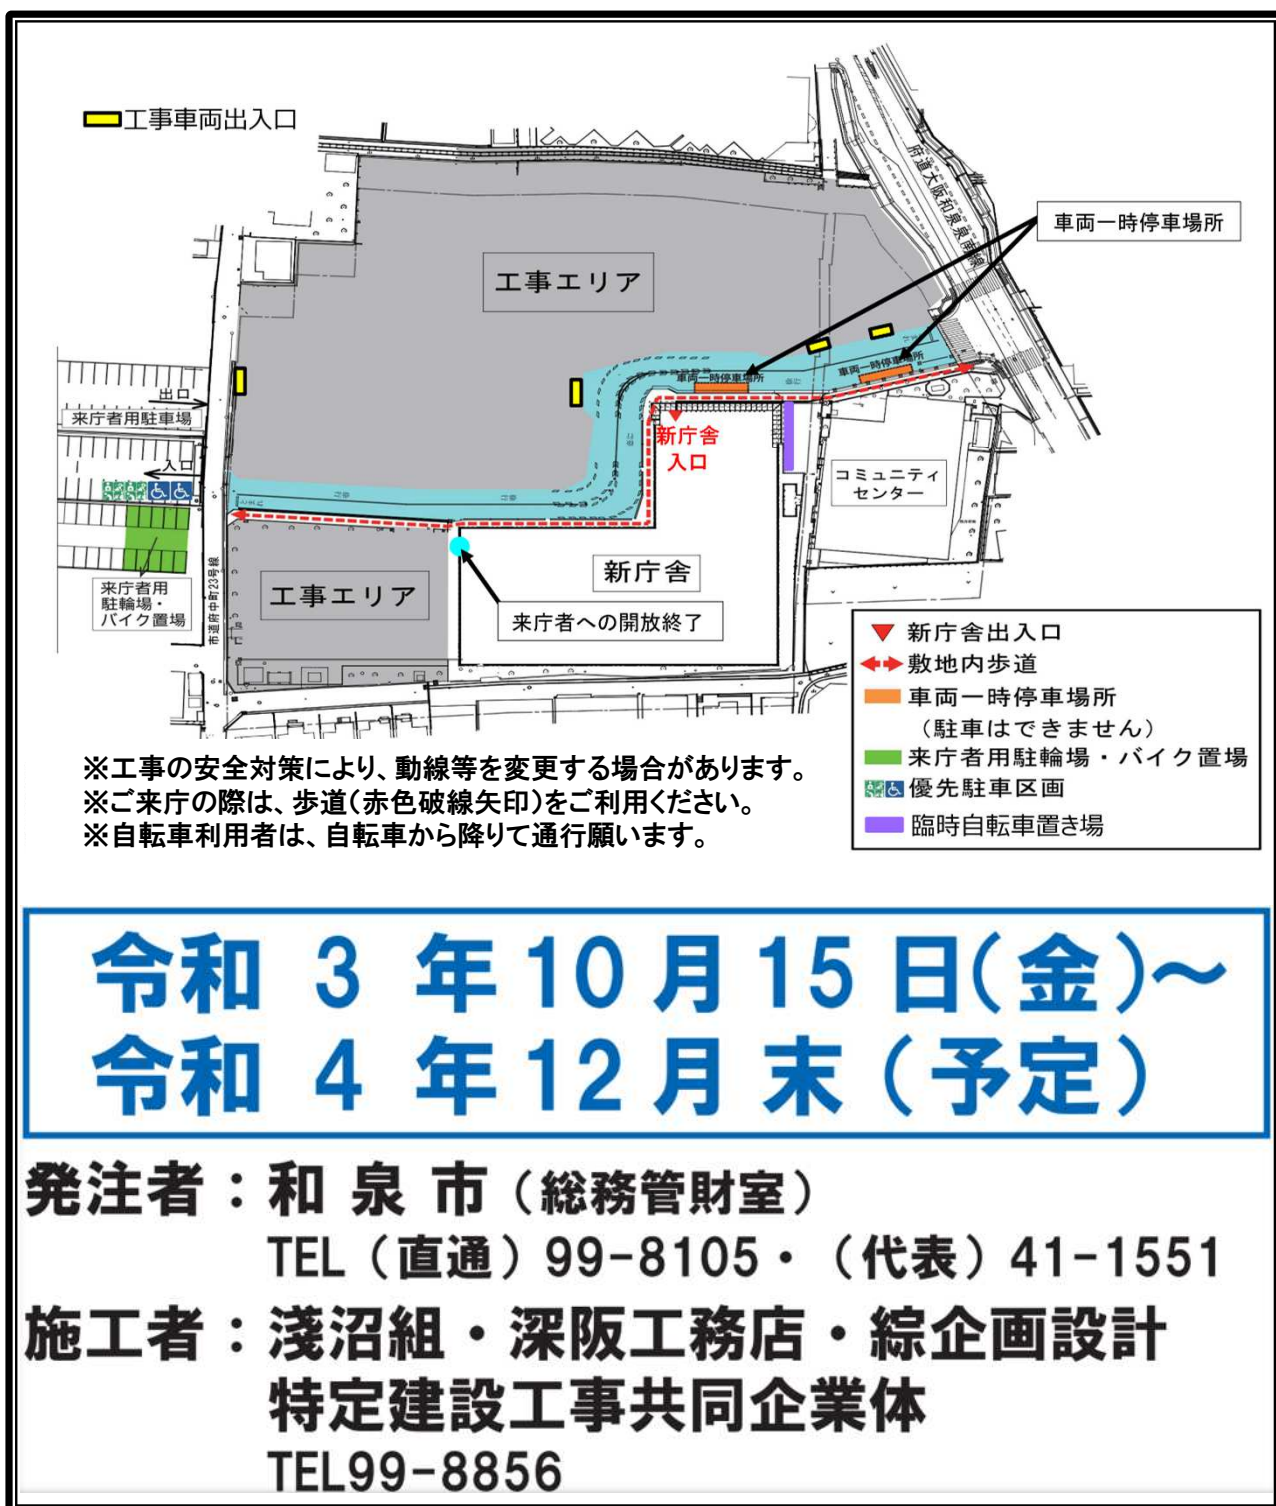 工事車両出入口
府道大阪和泉泉南線
車両一時停車場所
工事エリア
車両一時停車場所
車両一時停車場所
出口
来庁者用駐車場
入口
新庁舎
入口
コミュニティ
センター
市道府中町23号線
来庁者用
駐輪場・
バイク置場
工事エリア
新庁舎
来庁者への開放終了
新庁舎出入口
敷地内歩道
車両一時停車場所
（駐車はできません）
来庁者用駐輪場・バイク置場
優先駐車区画
臨時自転車置き場
※工事の安全対策により、動線等を変更する場合があります。
※ご来庁の際は、歩道(赤色破線矢印)をご利用ください。
※自転車利用者は、自転車から降りて通行願います。
令和 3 年 10 月 15 日(金)～
令和 4 年 12 月 末（予定）
発注者：和 泉 市（総務管財室）
TEL（直通）99-8105・（代表）41-1551
施工者：淺沼組・深阪工務店・綜企画設計
特定建設工事共同企業体
TEL99-8856